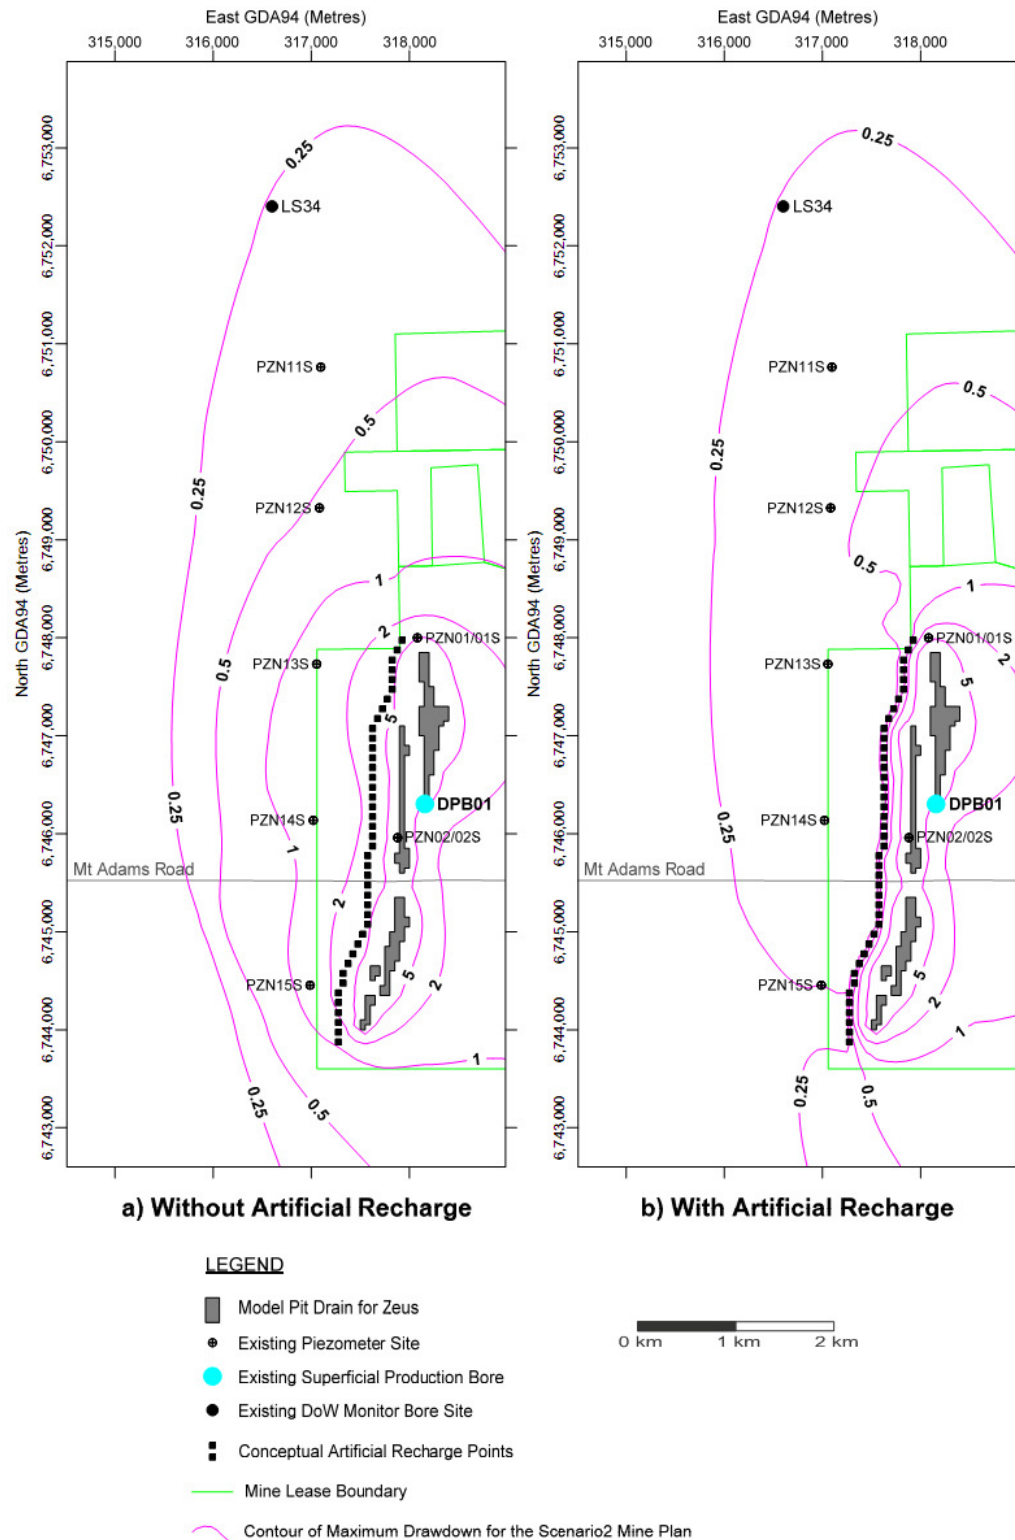 East GDA94 (Metres)
315,000 316,000 317,000 318,000
North GDA94 (Metres)
6,753,000
6,752,000
6,751,000
6,750,000
6,749,000
6,748,000
6,747,000
6,746,000
6,745,000
6,744,000
6,743,000
0.25
LS34
PZN11S
0.5
0.25
PZN12S
1
0.5
2
PZN01/01S
PZN13S
5
0.25
DPB01
PZN14S
PZN02/02S
1
Mt Adams Road
2
5
PZN15S
2
1
0.25
0.5
a) Without Artificial Recharge
East GDA94 (Metres)
315,000 316,000 317,000 318,000
North GDA94 (Metres)
6,753,000
6,752,000
6,751,000
6,750,000
6,749,000
6,748,000
6,747,000
6,746,000
6,745,000
6,744,000
6,743,000
0.25
LS34
PZN11S
0.5
0.25
PZN12S
0.5
1
PZN01/01S
2
PZN13S
5
DPB01
PZN14S
0.25
PZN02/02S
Mt Adams Road
5
PZN15S
2
1
0.25
0.5
b) With Artificial Recharge
LEGEND
Model Pit Drain for Zeus
Existing Piezometer Site
Existing Superficial Production Bore
Existing DoW Monitor Bore Site
Conceptual Artificial Recharge Points
Mine Lease Boundary
Contour of Maximum Drawdown for the Scenario2 Mine Plan
0 km 1 km 2 km